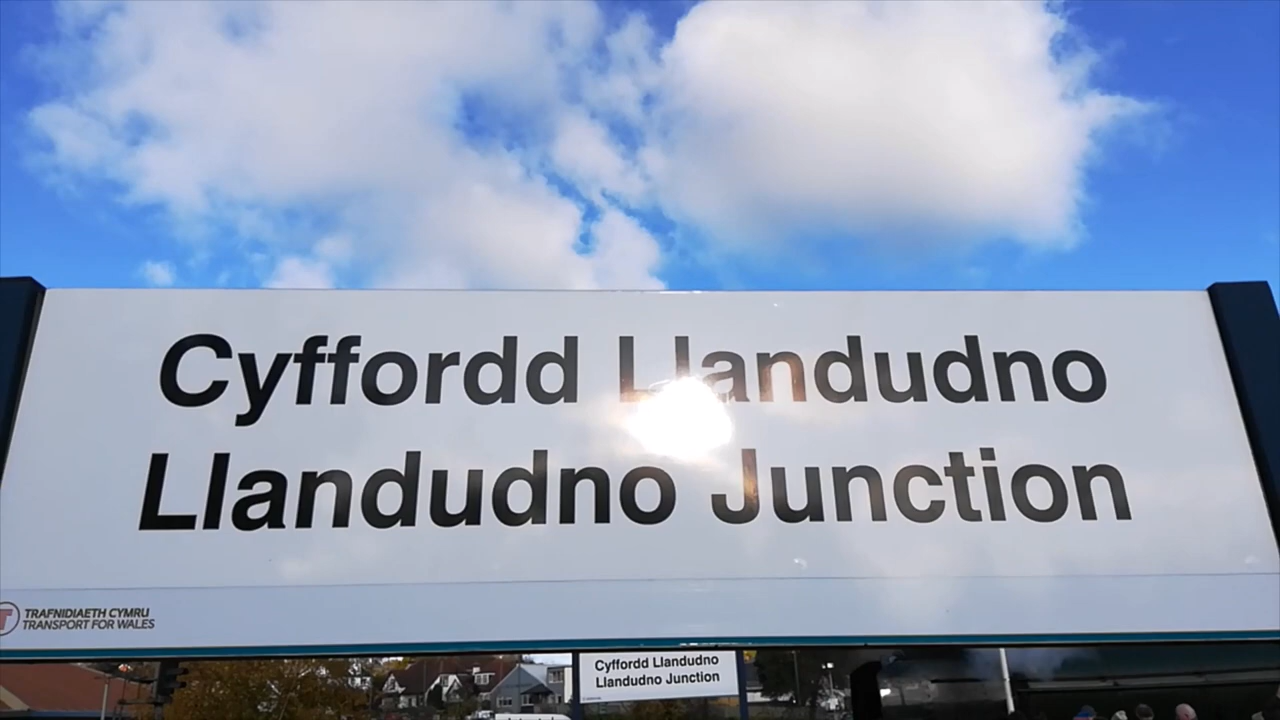 Cyffordd Llandudno
Llandudno Junction
T
TRAFNIDIAETH CYMRU
TRANSPORT FOR WALES
Cyffordd Llandudno
Llandudno Junction